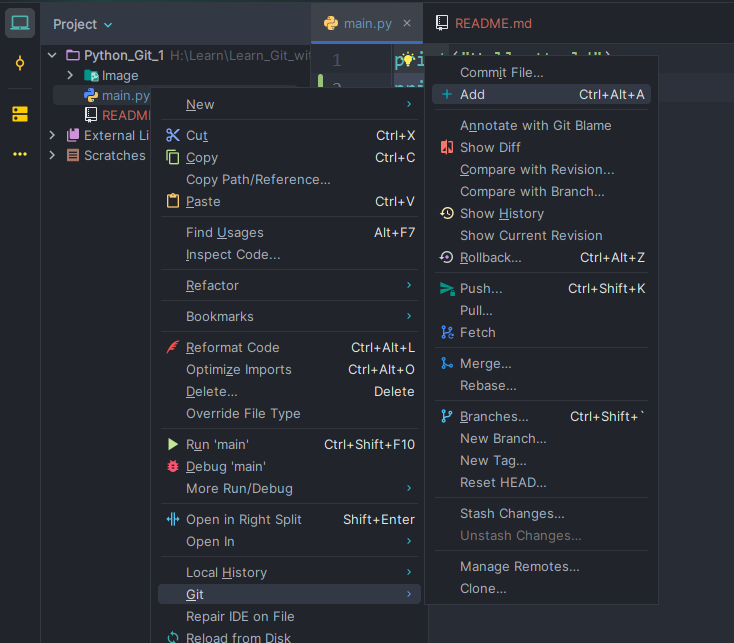 Project
main.py
README.md
Python_Git_1 H:\Learn\Learn_Git_wit
Image
main.py
READM
External Li
Scratches
1
New
Cut Ctrl+X
Copy Ctrl+C
Copy Path/Reference...
Paste Ctrl+V
Find Usages Alt+F7
Inspect Code...
Refactor
Bookmarks
Reformat Code Ctrl+Alt+L
Optimize Imports Ctrl+Alt+O
Delete... Delete
Override File Type
Run 'main' Ctrl+Shift+F10
Debug 'main'
More Run/Debug
Open in Right Split Shift+Enter
Open In
Local History
Git
Repair IDE on File
Reload from Disk
Commit File...
Add Ctrl+Alt+A
Annotate with Git Blame
Show Diff
Compare with Revision...
Compare with Branch...
Show History
Show Current Revision
Rollback... Ctrl+Alt+Z
Push... Ctrl+Shift+K
Pull...
Fetch
Merge...
Rebase...
Branches... Ctrl+Shift+`
New Branch...
New Tag...
Reset HEAD...
Stash Changes...
Unstash Changes...
Manage Remotes...
Clone...